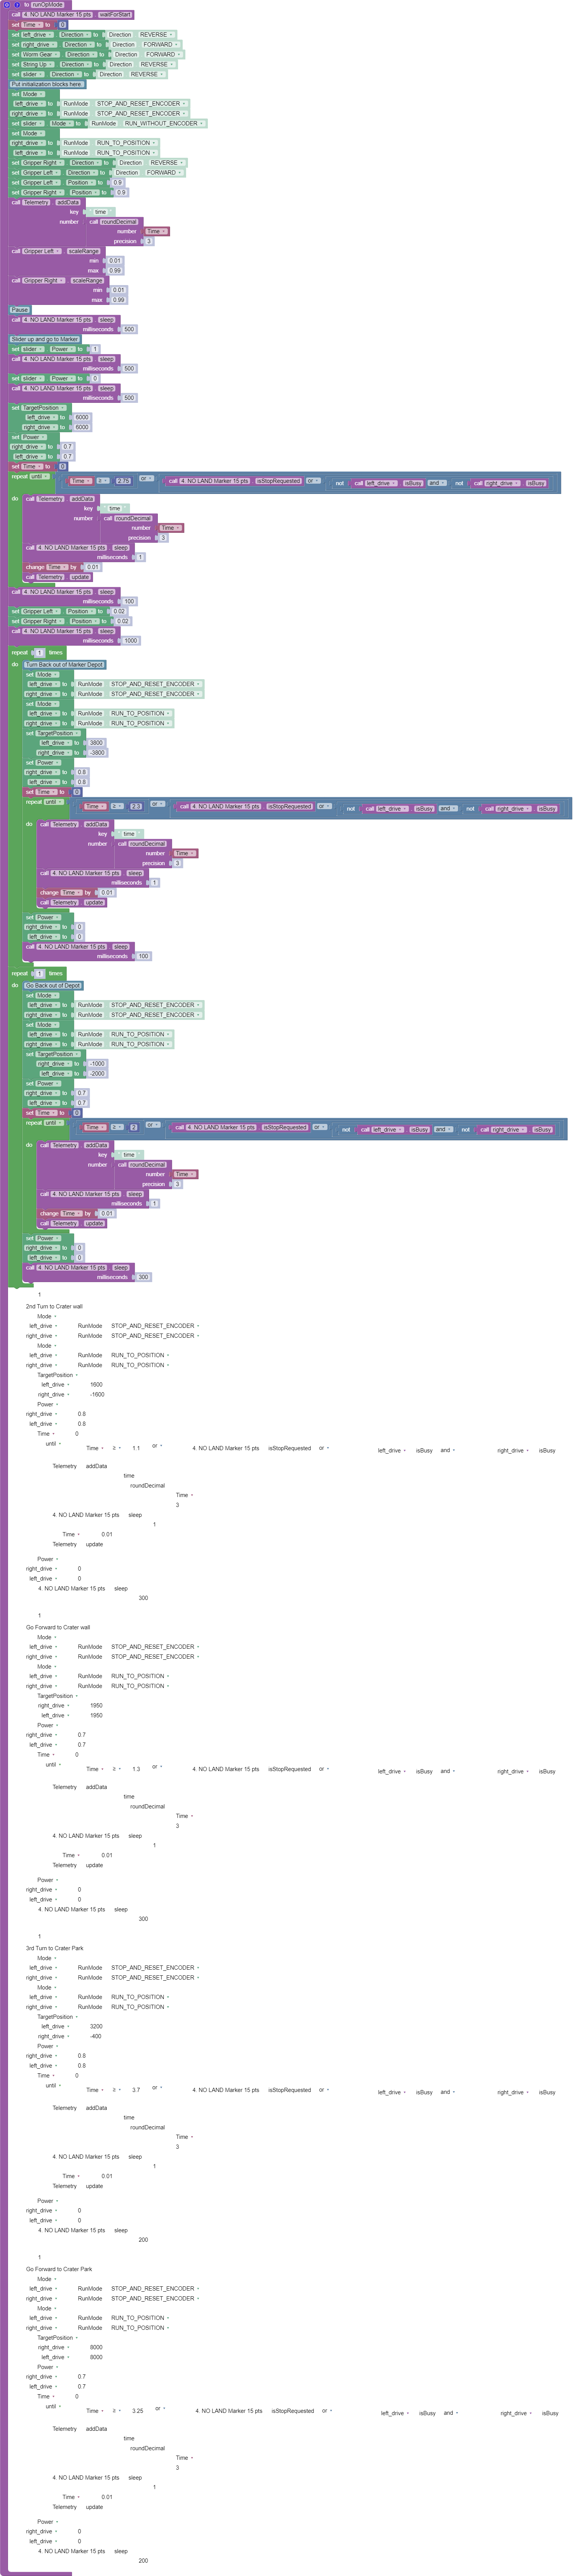 to runOpMode
call 4. NO LAND Marker 15 pts . waitForStart
set Time to 0
set left_drive . Direction to Direction REVERSE
set right_drive . Direction to Direction FORWARD
set Worm Gear . Direction to Direction FORWARD
set String Up . Direction to Direction REVERSE
set slider . Direction to Direction REVERSE
Put initialization blocks here.
set Mode
left_drive to RunMode STOP_AND_RESET_ENCODER
right_drive to RunMode STOP_AND_RESET_ENCODER
set slider . Mode to RunMode RUN_WITHOUT_ENCODER
set Mode
right_drive to RunMode RUN_TO_POSITION
left_drive to RunMode RUN_TO_POSITION
set Gripper Right . Direction to Direction REVERSE
set Gripper Left . Direction to Direction FORWARD
set Gripper Left . Position to 0.9
set Gripper Right . Position to 0.9
call Telemetry . addData
key " time "
number call roundDecimal
number Time
precision 3
call Gripper Left . scaleRange
min 0.01
max 0.99
call Gripper Right . scaleRange
min 0.01
max 0.99
Pause
call 4. NO LAND Marker 15 pts . sleep
milliseconds 500
Slider up and go to Marker
set slider . Power to 1
call 4. NO LAND Marker 15 pts . sleep
milliseconds 500
set slider . Power to 0
call 4. NO LAND Marker 15 pts . sleep
milliseconds 500
set TargetPosition
left_drive to 6000
right_drive to 6000
set Power
right_drive to 0.7
left_drive to 0.7
set Time to 0
repeat until Time ≥ 2.75 or call 4. NO LAND Marker 15 pts . isStopRequested or not call left_drive . isBusy and not call right_drive . isBusy
do call Telemetry . addData
key " time "
number call roundDecimal
number Time
precision 3
call 4. NO LAND Marker 15 pts . sleep
milliseconds 1
change Time by 0.01
call Telemetry . update
call 4. NO LAND Marker 15 pts . sleep
milliseconds 100
set Gripper Left . Position to 0.02
set Gripper Right . Position to 0.02
call 4. NO LAND Marker 15 pts . sleep
milliseconds 1000
repeat 1 times
do Turn Back out of Marker Depot
set Mode
left_drive to RunMode STOP_AND_RESET_ENCODER
right_drive to RunMode STOP_AND_RESET_ENCODER
set Mode
left_drive to RunMode RUN_TO_POSITION
right_drive to RunMode RUN_TO_POSITION
set TargetPosition
left_drive to 3800
right_drive to -3800
set Power
right_drive to 0.8
left_drive to 0.8
set Time to 0
repeat until Time ≥ 2.3 or call 4. NO LAND Marker 15 pts . isStopRequested or not call left_drive . isBusy and not call right_drive . isBusy
do call Telemetry . addData
key " time "
number call roundDecimal
number Time
precision 3
call 4. NO LAND Marker 15 pts . sleep
milliseconds 1
change Time by 0.01
call Telemetry . update
set Power
right_drive to 0
left_drive to 0
call 4. NO LAND Marker 15 pts . sleep
milliseconds 100
repeat 1 times
do Go Back out of Depot
set Mode
left_drive to RunMode STOP_AND_RESET_ENCODER
right_drive to RunMode STOP_AND_RESET_ENCODER
set Mode
left_drive to RunMode RUN_TO_POSITION
right_drive to RunMode RUN_TO_POSITION
set TargetPosition
right_drive to -1000
left_drive to -2000
set Power
right_drive to 0.7
left_drive to 0.7
set Time to 0
repeat until Time ≥ 2 or call 4. NO LAND Marker 15 pts . isStopRequested or not call left_drive . isBusy and not call right_drive . isBusy
do call Telemetry . addData
key " time "
number call roundDecimal
number Time
precision 3
call 4. NO LAND Marker 15 pts . sleep
milliseconds 1
change Time by 0.01
call Telemetry . update
set Power
right_drive to 0
left_drive to 0
call 4. NO LAND Marker 15 pts . sleep
milliseconds 300
1
2nd Turn to Crater wall
Mode
left_drive RunMode STOP_AND_RESET_ENCODER
right_drive RunMode STOP_AND_RESET_ENCODER
Mode
left_drive RunMode RUN_TO_POSITION
right_drive RunMode RUN_TO_POSITION
TargetPosition
left_drive 1600
right_drive -1600
Power
right_drive 0.8
left_drive 0.8
Time 0
until Time ≥ 1.1 or 4. NO LAND Marker 15 pts isStopRequested or left_drive isBusy and right_drive isBusy
Telemetry addData
time
roundDecimal
Time
3
4. NO LAND Marker 15 pts sleep
1
Time 0.01
Telemetry update
Power
right_drive 0
left_drive 0
4. NO LAND Marker 15 pts sleep
300
1
Go Forward to Crater wall
Mode
left_drive RunMode STOP_AND_RESET_ENCODER
right_drive RunMode STOP_AND_RESET_ENCODER
Mode
left_drive RunMode RUN_TO_POSITION
right_drive RunMode RUN_TO_POSITION
TargetPosition
right_drive 1950
left_drive 1950
Power
right_drive 0.7
left_drive 0.7
Time 0
until Time ≥ 1.3 or 4. NO LAND Marker 15 pts isStopRequested or left_drive isBusy and right_drive isBusy
Telemetry addData
time
roundDecimal
Time
3
4. NO LAND Marker 15 pts sleep
1
Time 0.01
Telemetry update
Power
right_drive 0
left_drive 0
4. NO LAND Marker 15 pts sleep
300
1
3rd Turn to Crater Park
Mode
left_drive RunMode STOP_AND_RESET_ENCODER
right_drive RunMode STOP_AND_RESET_ENCODER
Mode
left_drive RunMode RUN_TO_POSITION
right_drive RunMode RUN_TO_POSITION
TargetPosition
left_drive 3200
right_drive -400
Power
right_drive 0.8
left_drive 0.8
Time 0
until Time ≥ 3.7 or 4. NO LAND Marker 15 pts isStopRequested or left_drive isBusy and right_drive isBusy
Telemetry addData
time
roundDecimal
Time
3
4. NO LAND Marker 15 pts sleep
1
Time 0.01
Telemetry update
Power
right_drive 0
left_drive 0
4. NO LAND Marker 15 pts sleep
200
1
Go Forward to Crater Park
Mode
left_drive RunMode STOP_AND_RESET_ENCODER
right_drive RunMode STOP_AND_RESET_ENCODER
Mode
left_drive RunMode RUN_TO_POSITION
right_drive RunMode RUN_TO_POSITION
TargetPosition
right_drive 8000
left_drive 8000
Power
right_drive 0.7
left_drive 0.7
Time 0
until Time ≥ 3.25 or 4. NO LAND Marker 15 pts isStopRequested or left_drive isBusy and right_drive isBusy
Telemetry addData
time
roundDecimal
Time
3
4. NO LAND Marker 15 pts sleep
1
Time 0.01
Telemetry update
Power
right_drive 0
left_drive 0
4. NO LAND Marker 15 pts sleep
200